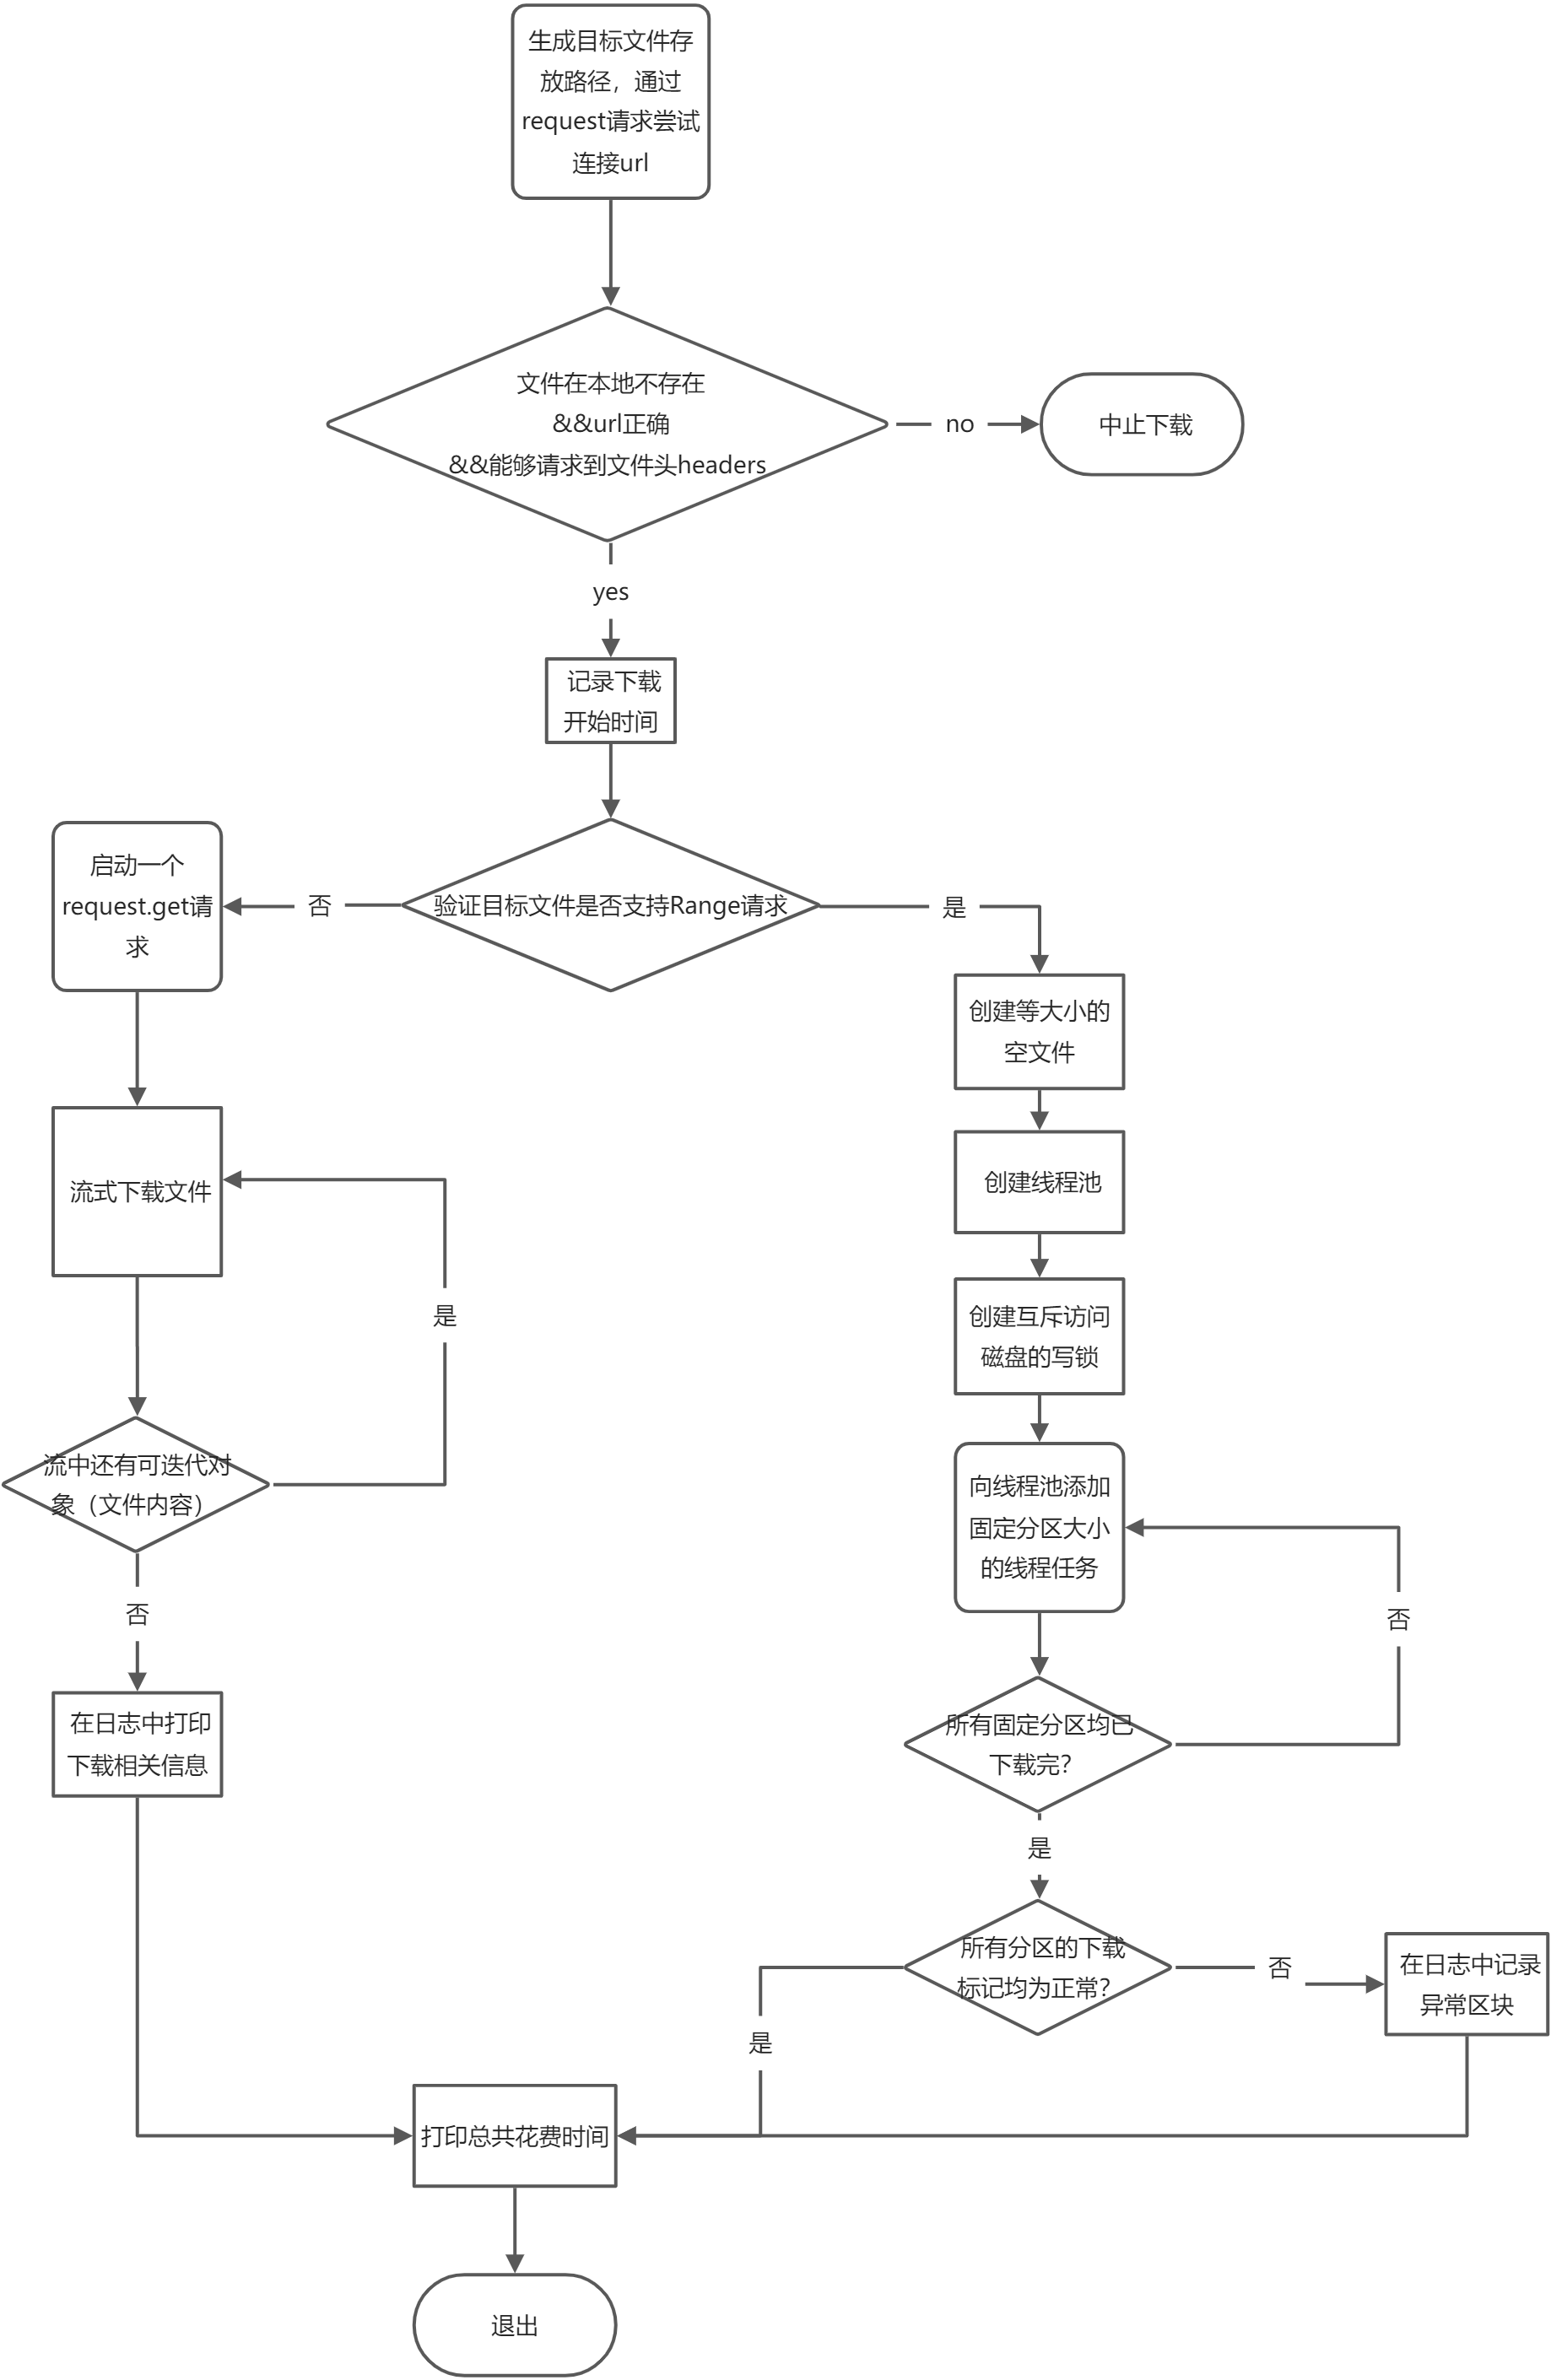 生成目标文件存
放路径，通过
request请求尝试
连接url
文件在本地不存在
&&url正确
&&能够请求到文件头headers
no
中止下载
yes
记录下载
开始时间
验证目标文件是否支持Range请求
否
是
启动一个
request.get请
求
流式下载文件
是
流中还有可迭代对
象（文件内容）
否
在日志中打印
下载相关信息
创建等大小的
空文件
创建线程池
创建互斥访问
磁盘的写锁
向线程池添加
固定分区大小
的线程任务
否
所有固定分区均已
下载完？
是
所有分区的下载
标记均为正常？
否
在日志中记录
异常区块
是
打印总共花费时间
退出